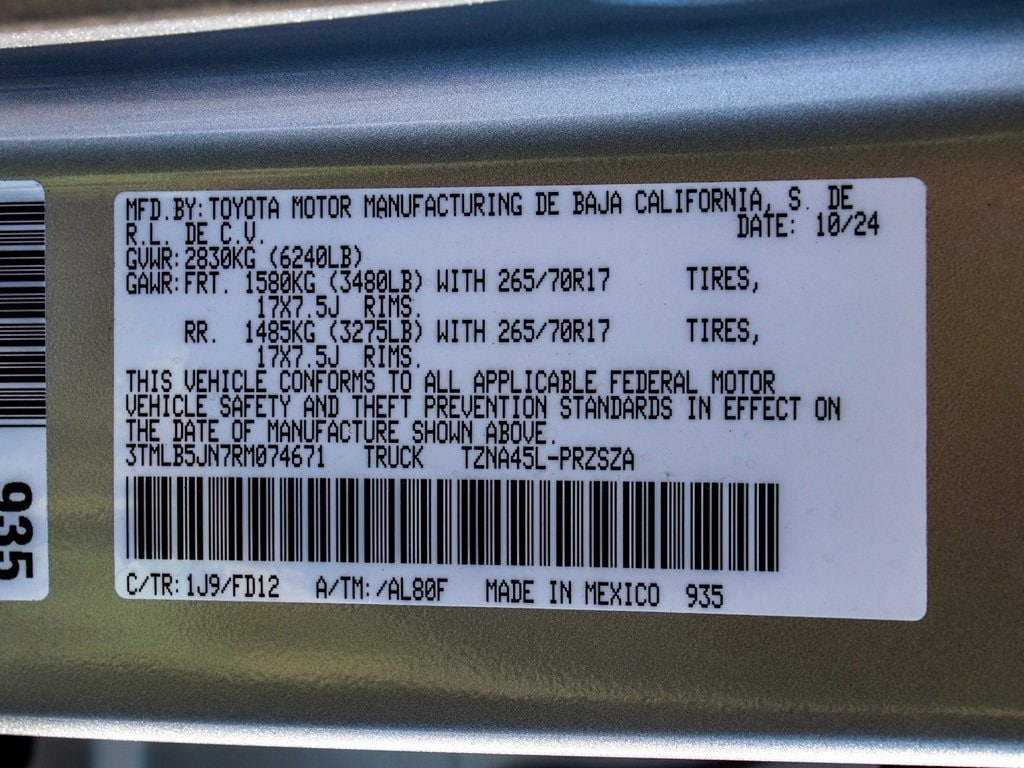 MFD.BY: TOYOTA MOTOR MANUFACTURING DE BAJA CALIFORNIA, S. DE
R.L. DE C.V. DATE: 10/24
GVWR: 2830KG (6240LB)
GAWR: FRT. 1580KG (3480LB) WITH 265/70R17 TIRES,
17X7.5J RIMS.
RR. 1485KG (3275LB) WITH 265/70R17 TIRES,
17X7.5J RIMS.
THIS VEHICLE CONFORMS TO ALL APPLICABLE FEDERAL MOTOR
VEHICLE SAFETY AND THEFT PREVENTION STANDARDS IN EFFECT ON
THE DATE OF MANUFACTURE SHOWN ABOVE.
3TMLB5JN7RM074671 TRUCK TZNA45L-PRZSZA
C/TR: 1J9/FD12 A/TM: /AL80F MADE IN MEXICO 935
935